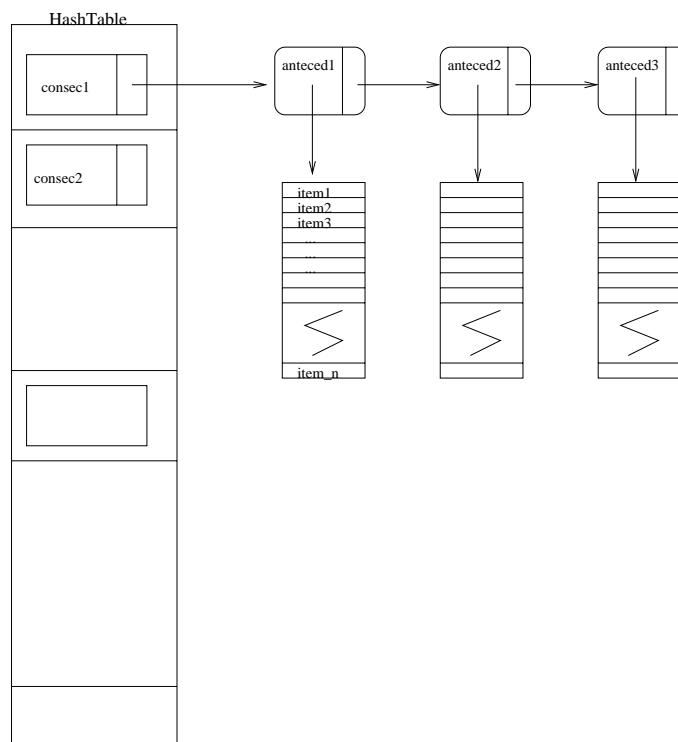 HashTable
consec1
anteced1
anteced2
anteced3
consec2
item1
item2
item3
...
...
...
item_n